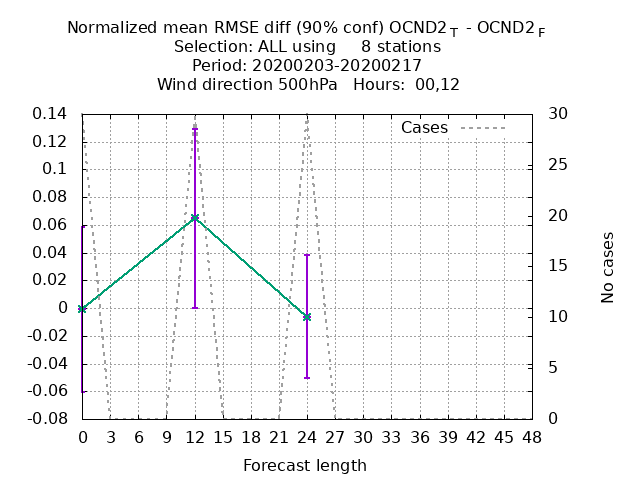 Normalized mean RMSE diff (90% conf) OCND2 T - OCND2 F
Selection: ALL using 8 stations
Period: 20200203-20200217
Wind direction 500hPa Hours: 00,12
Cases
0.14
0.12
0.1
0.08
0.06
0.04
0.02
0
-0.02
-0.04
-0.06
-0.08
30
25
20
15
10
5
0
No cases
0 3 6 9 12 15 18 21 24 27 30 33 36 39 42 45 48
Forecast length